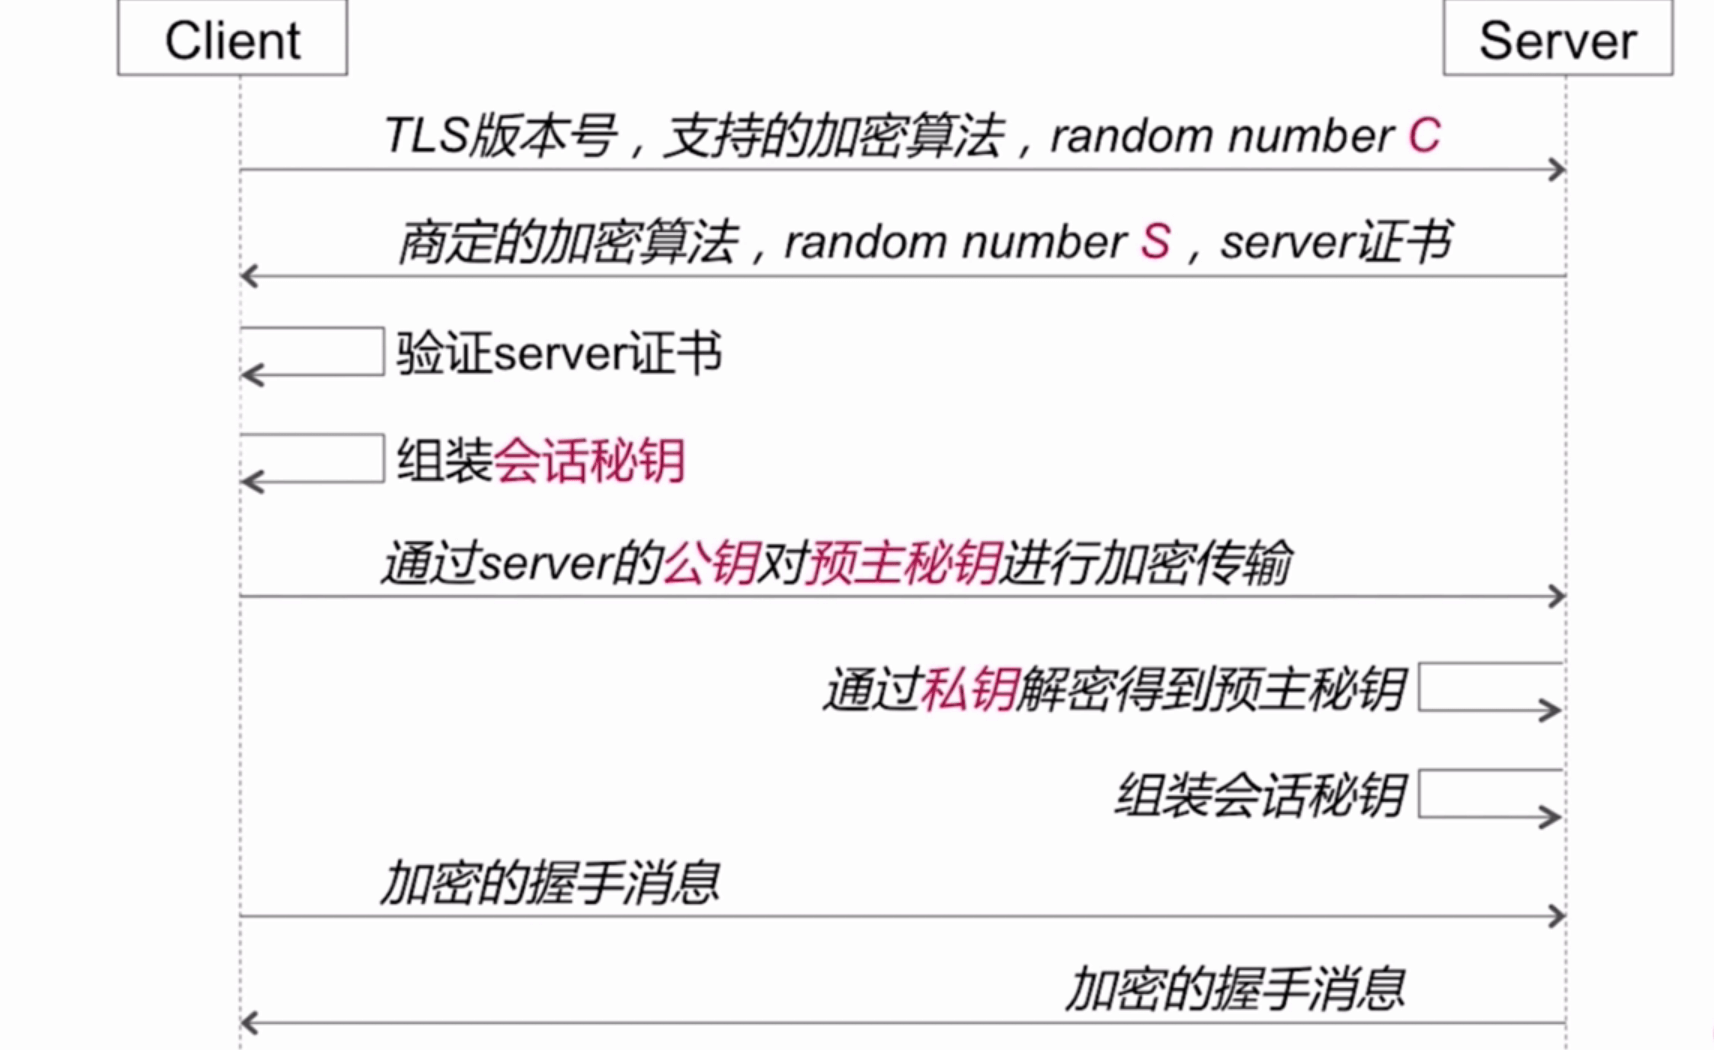 Client
Server
TLS版本号，支持的加密算法，random number C
商定的加密算法，random number S，server证书
验证server证书
组装会话秘钥
通过server的公钥对预主秘钥进行加密传输
通过私钥解密得到预主秘钥
组装会话秘钥
加密的握手消息
加密的握手消息